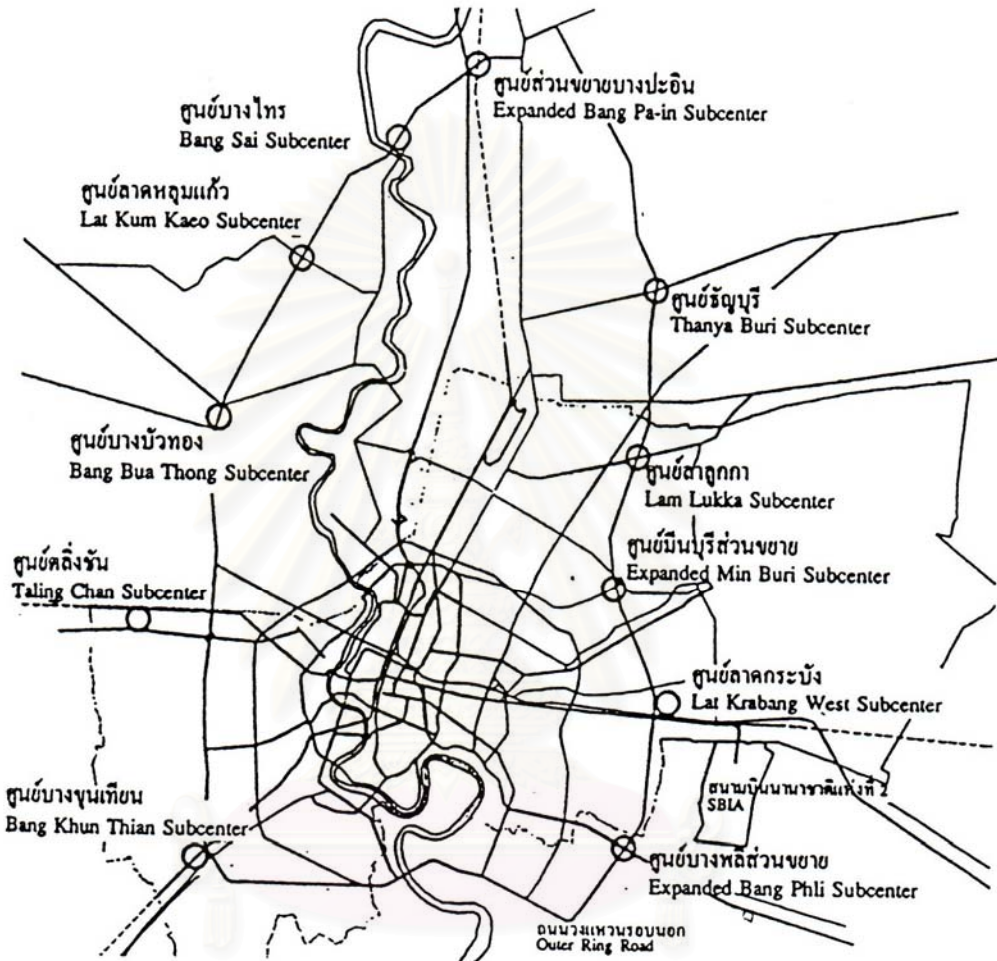 ศูนย์ส่วนขยายบางปะอิน
Expanded Bang Pa-in Subcenter
ศูนย์บางไทร
Bang Sai Subcenter
ศูนย์ลาดหลุมแก้ว
Lat Kum Kaeo Subcenter
ศูนย์ธัญบุรี
Thanya Buri Subcenter
ศูนย์บางบัวทอง
Bang Bua Thong Subcenter
ศูนย์ลำลูกกา
Lam Lukka Subcenter
ศูนย์มีนบุรีส่วนขยาย
Expanded Min Buri Subcenter
ศูนย์ตลิ่งชัน
Taling Chan Subcenter
ศูนย์ลาดกระบัง
Lat Krabang West Subcenter
สนามบินนานาชาติแห่งที่ 2
SBIA
ศูนย์บางขุนเทียน
Bang Khun Thian Subcenter
ศูนย์บางพลีส่วนขยาย
Expanded Bang Phli Subcenter
ถนนวงแหวนรอบนอก
Outer Ring Road